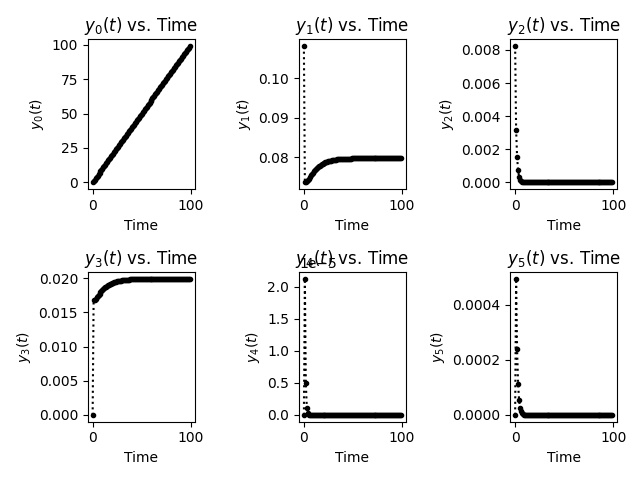 y₀(t) vs. Time
y₁(t) vs. Time
y₂(t) vs. Time
100
75
50
25
0
y₀(t)
0
100
Time
0.10
0.09
0.08
y₁(t)
0
100
Time
0.008
0.006
0.004
0.002
0.000
y₂(t)
0
100
Time
y₃(t) vs. Time
y₄(t) vs. Time
1e−5
y₅(t) vs. Time
0.020
0.015
0.010
0.005
0.000
y₃(t)
0
100
Time
2.0
1.5
1.0
0.5
0.0
y₄(t)
0
100
Time
0.0004
0.0002
0.0000
y₅(t)
0
100
Time